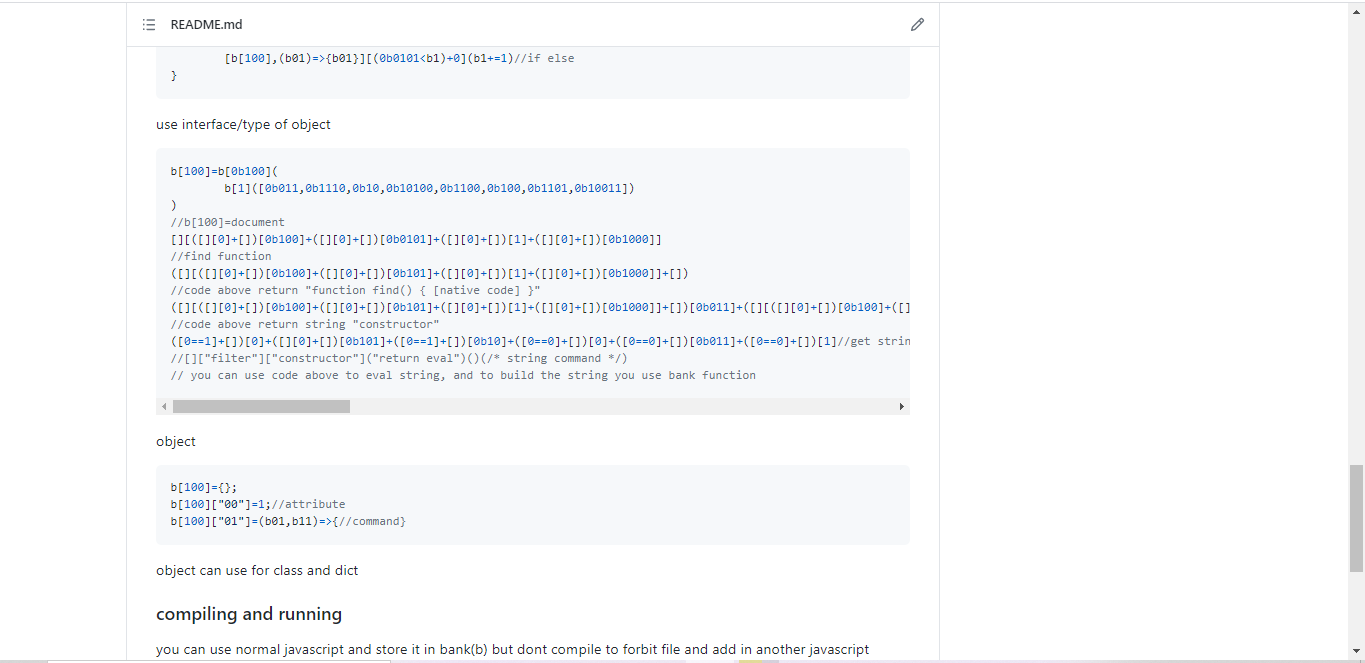 README.md
[b[100],(b01)=>{b01}][(0b0101<b1)+0](b1+=1)//if else
}
use interface/type of object
b[100]=b[0b100](
b[1]([0b011,0b1110,0b10,0b10100,0b1100,0b100,0b1101,0b10011])
)
//b[100]=document
[][([][0]+[])[0b100]+([][0]+[])[0b0101]+([][0]+[])[1]+([][0]+[])[0b1000]]
//find function
([][([][0]+[])[0b100]+([][0]+[])[0b101]+([][0]+[])[1]+([][0]+[])[0b1000]]+[])
//code above return "function find() { [native code] }"
([][([][0]+[])[0b100]+([][0]+[])[0b101]+([][0]+[])[1]+([][0]+[])[0b1000]]+[])[0b011]+([][([][0]+[])[0b100]+([]
//code above return string "constructor"
([0==1]+[])[0]+([][0]+[])[0b101]+([0==1]+[])[0b10]+([0==0]+[])[0]+([0==0]+[])[0b011]+([0==0]+[])[1]//get strin
//[]["filter"]["constructor"]("return eval")()(/* string command */)
// you can use code above to eval string, and to build the string you use bank function
object
b[100]={};
b[100]["00"]=1;//attribute
b[100]["01"]=(b01,b11)=>{//command}
object can use for class and dict
compiling and running
you can use normal javascript and store it in bank(b) but dont compile to forbit file and add in another javascript